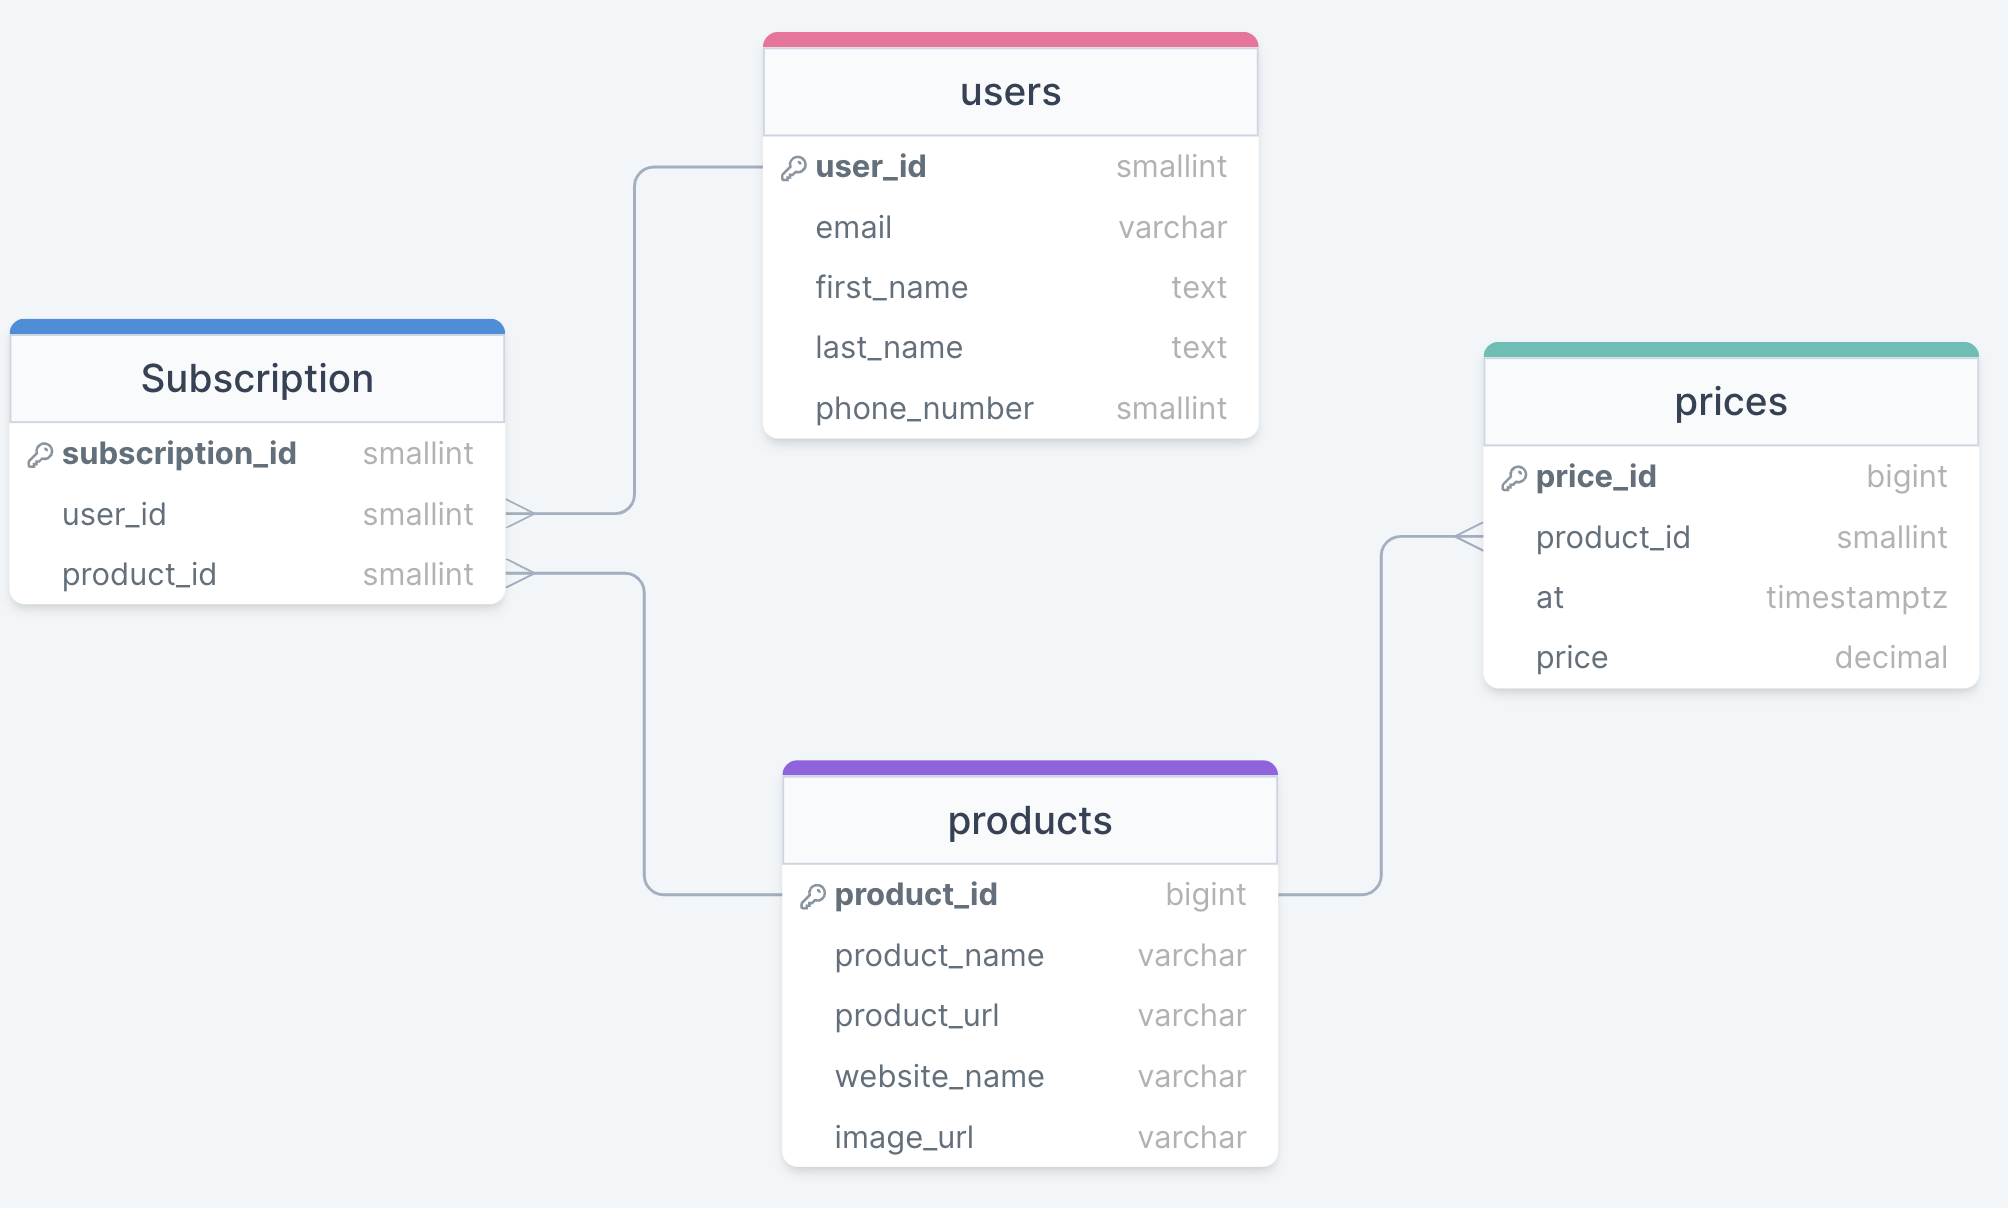 users
user_id smallint
email varchar
first_name text
last_name text
phone_number smallint
Subscription
subscription_id smallint
user_id smallint
product_id smallint
prices
price_id bigint
product_id smallint
at timestamptz
price decimal
products
product_id bigint
product_name varchar
product_url varchar
website_name varchar
image_url varchar